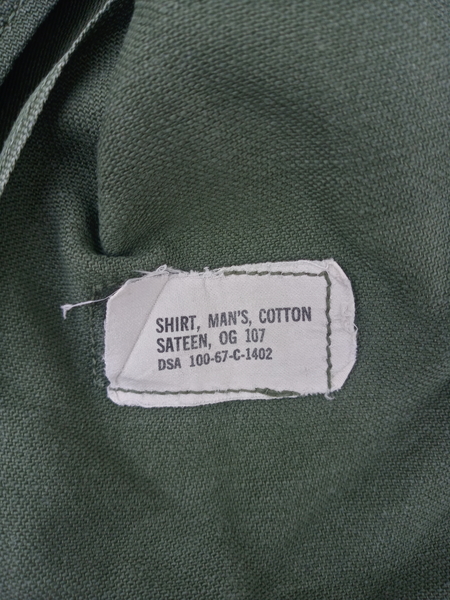 SHIRT, MAN'S, COTTON
SATEEN, OG 107
DSA 100-67-C-1402